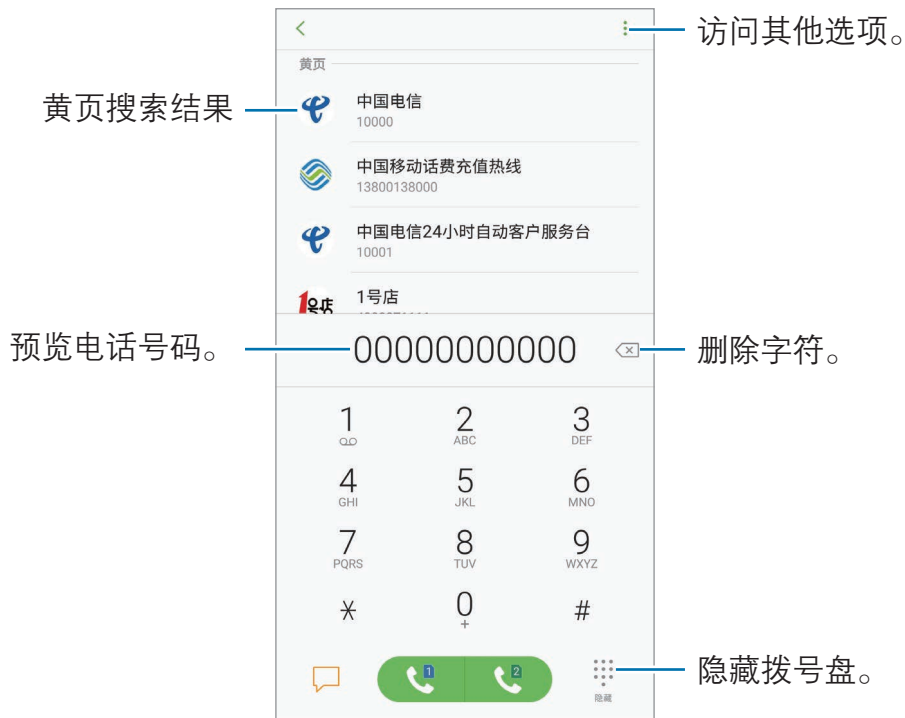 访问其他选项。
黄页
黄页搜索结果
中国电信
10000
中国移动话费充值热线
13800138000
中国电信24小时自动客户服务台
10001
1号店
1号店
预览电话号码。
00000000000
删除字符。
1 2 3
ABC DEF
4 5 6
GHI JKL MNO
7 8 9
PQRS TUV WXYZ
* 0 #
+
1 2
隐藏
隐藏拨号盘。